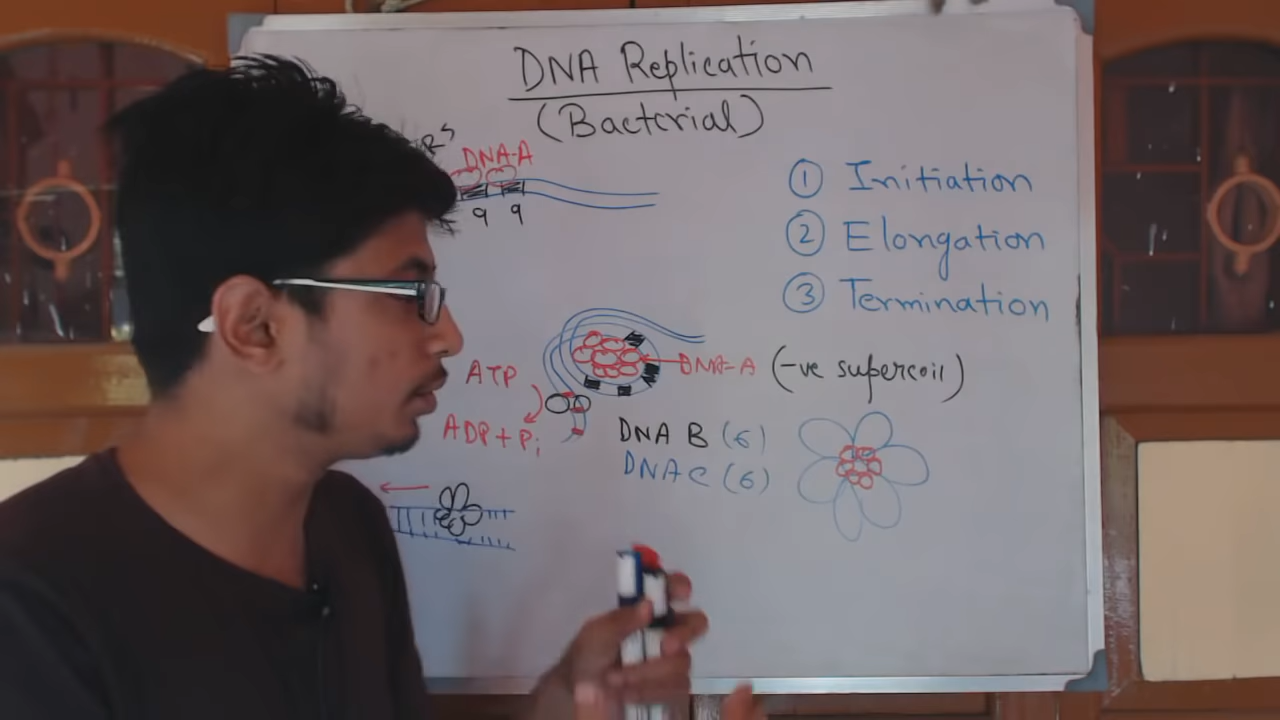 DNA Replication
(Bacterial)
DNA-A
9 9
① Initiation
② Elongation
③ Termination
ATP
DNA-A (-ve supercoil)
ADP + Pi
DNA B (6)
DNA C (6)